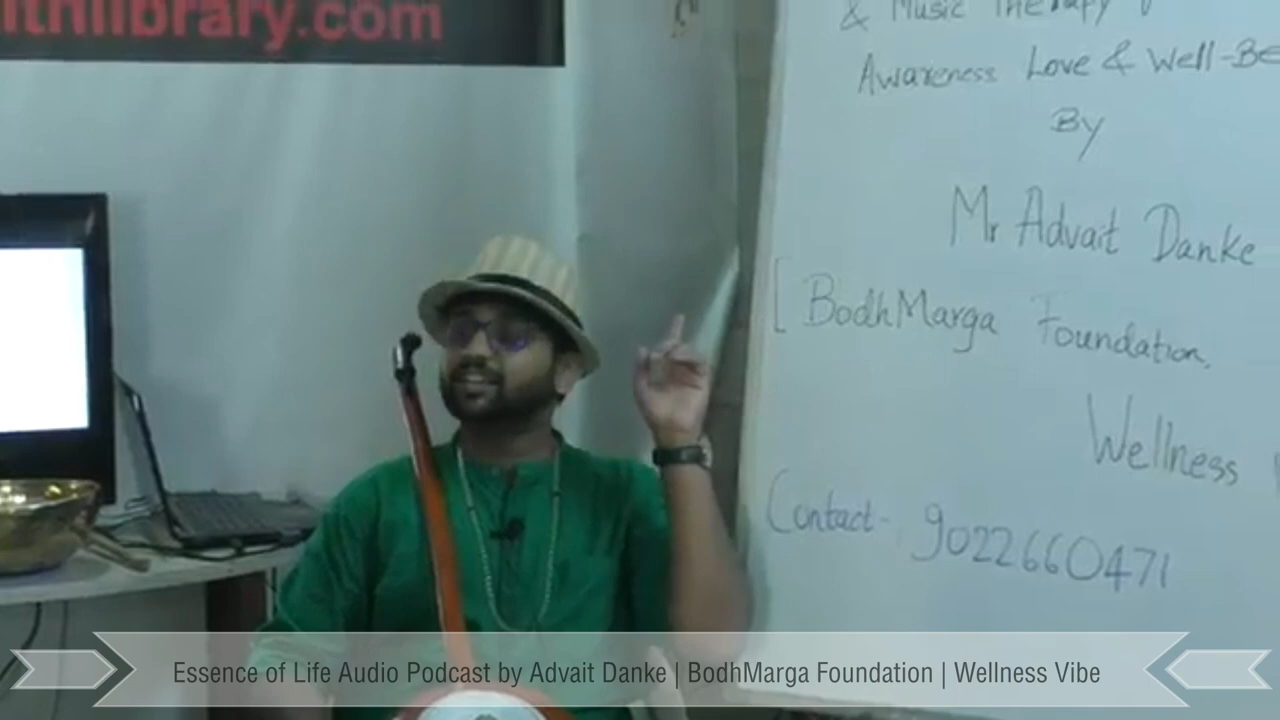 ithlibrary.com
& Music Therapy
Awareness Love & Well-Be
By
Mr Advait Danke
[ BodhMarga Foundation,
Wellness
Contact- 9022660471
Essence of Life Audio Podcast by Advait Danke | BodhMarga Foundation | Wellness Vibe